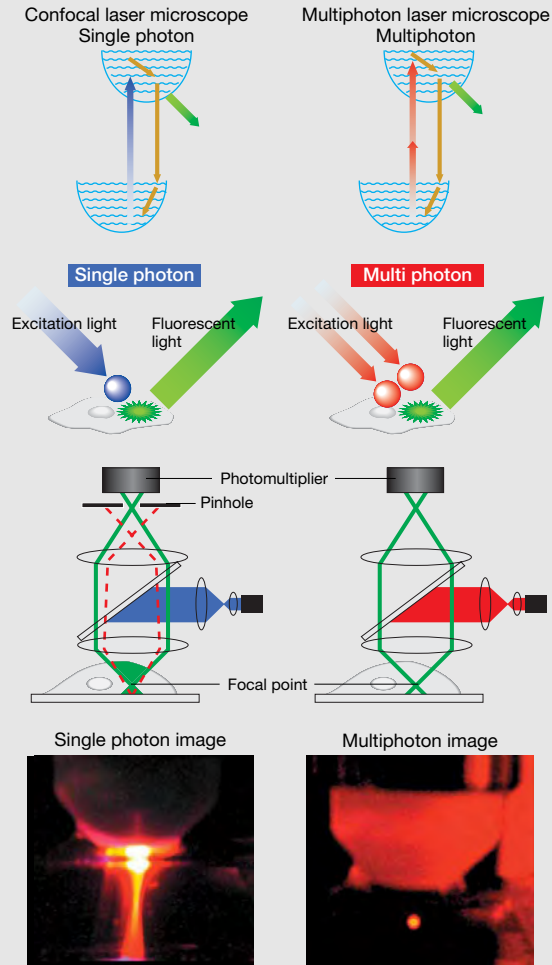 Confocal laser microscope
Single photon
Multiphoton laser microscope
Multiphoton
Single photon
Multi photon
Excitation light
Fluorescent
light
Excitation light
Fluorescent
light
Photomultiplier
Pinhole
Focal point
Single photon image
Multiphoton image